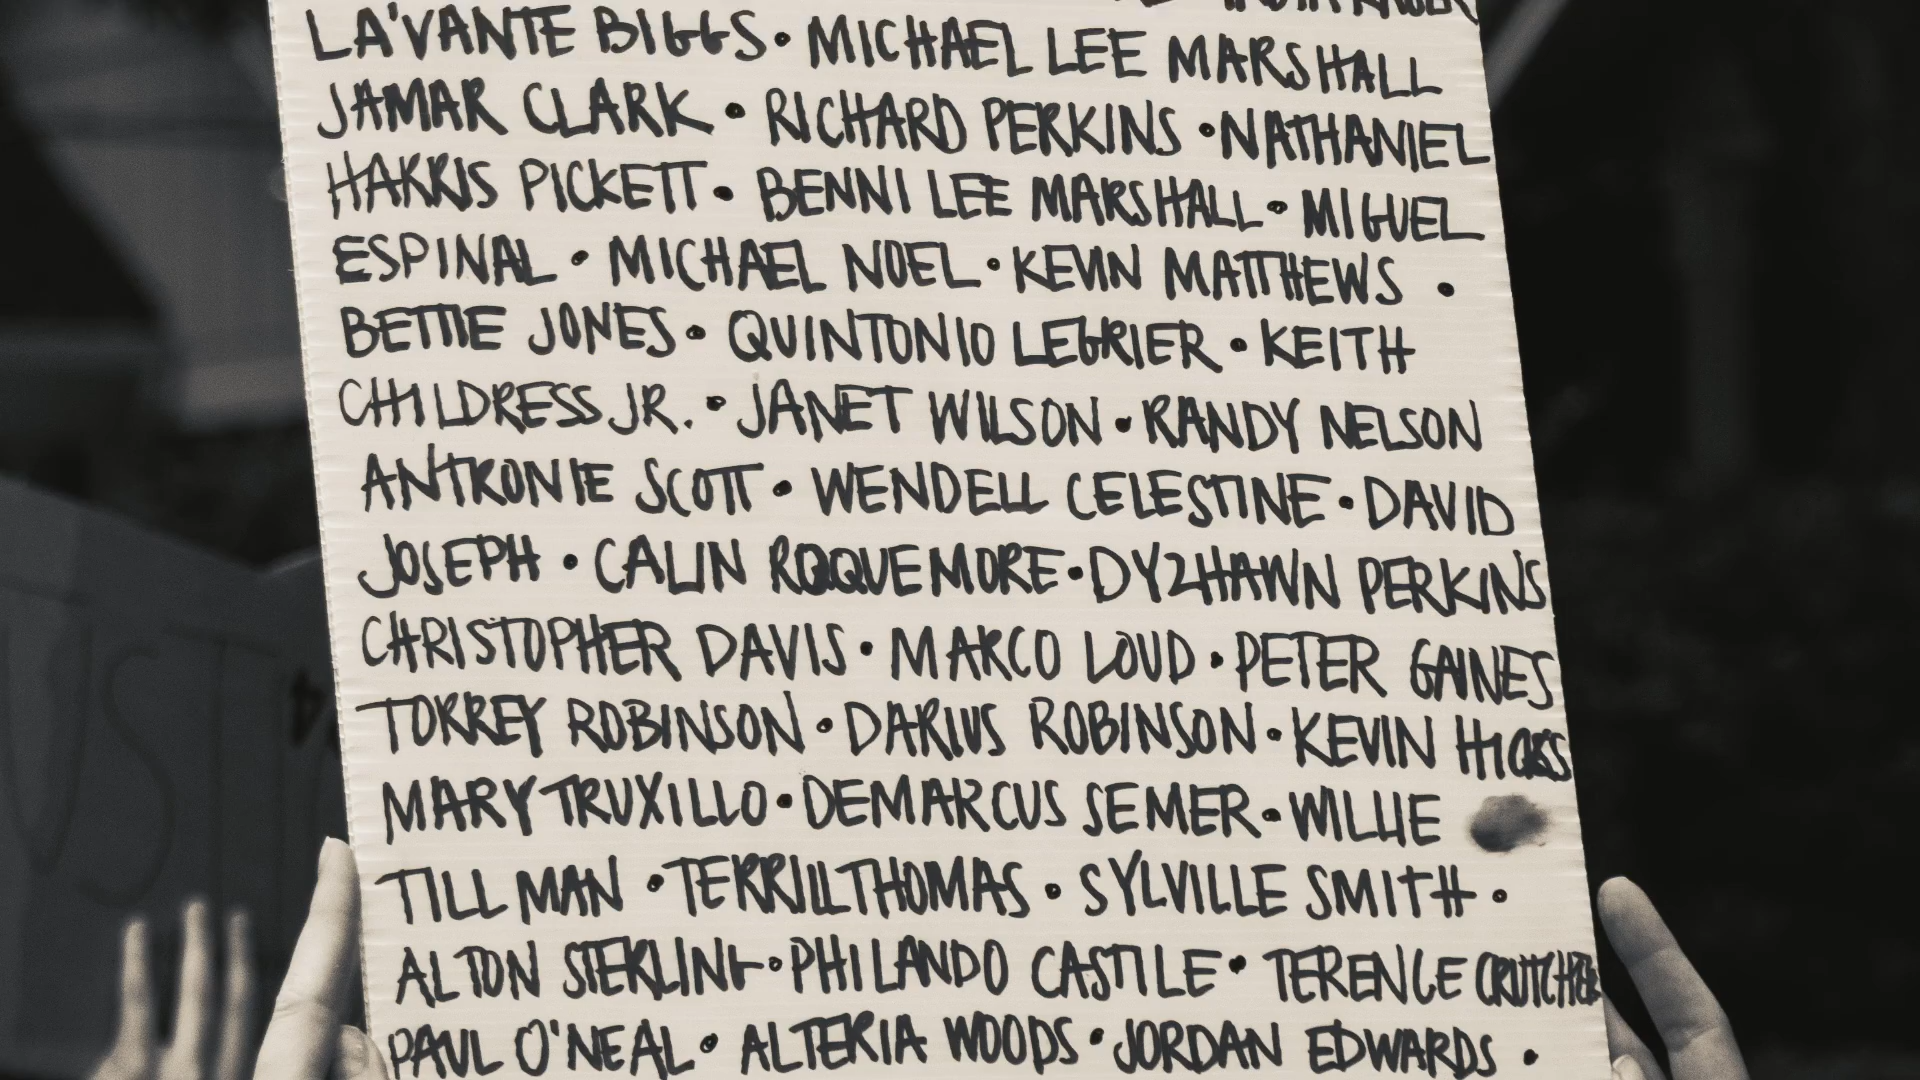 LA'VANTE BIGGS • MICHAEL LEE MARSHALL
JAMAR CLARK • RICHARD PERKINS • NATHANIEL
HARRIS PICKETT • BENNI LEE MARSHALL • MIGUEL
ESPINAL • MICHAEL NOEL • KEVIN MATTHEWS •
BETTIE JONES • QUINTONIO LEGRIER • KEITH
CHILDRESS JR. • JANET WILSON • RANDY NELSON
ANTRONIE SCOTT • WENDELL CELESTINE • DAVID
JOSEPH • CALIN ROQUEMORE • DYZHAWN PERKINS
CHRISTOPHER DAVIS • MARCO LOUD • PETER GAINES
TORREY ROBINSON • DARIUS ROBINSON • KEVIN HICKS
MARY TRUXILLO • DEMARCUS SEMER • WILLIE
TILLMAN • TERRILL THOMAS • SYLVILLE SMITH •
ALTON STERLING • PHILANDO CASTILE • TERENCE CRUTCHER
PAUL O'NEAL • ALTERIA WOODS • JORDAN EDWARDS •